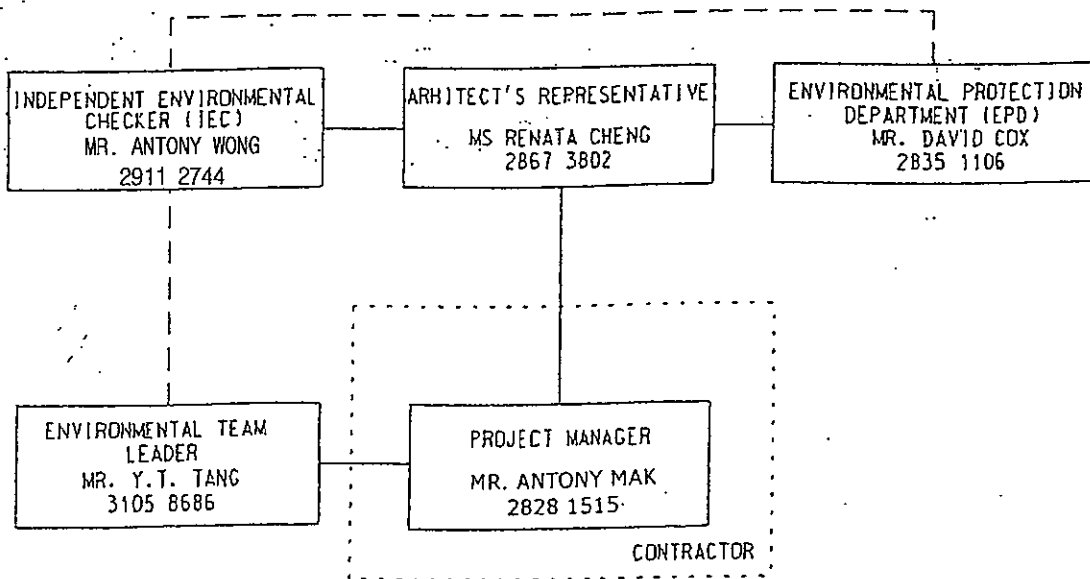 INDEPENDENT ENVIRONMENTAL
CHECKER (IEC)
MR. ANTONY WONG
2911 2744
ARHITECT'S REPRESENTATIVE
MS RENATA CHENG
2867 3802
ENVIRONMENTAL PROTECTION
DEPARTMENT (EPD)
MR. DAVID COX
2835 1106
ENVIRONMENTAL TEAM
LEADER
MR. Y.T. TANG
3105 8686
PROJECT MANAGER
MR. ANTONY MAK
2828 1515
CONTRACTOR